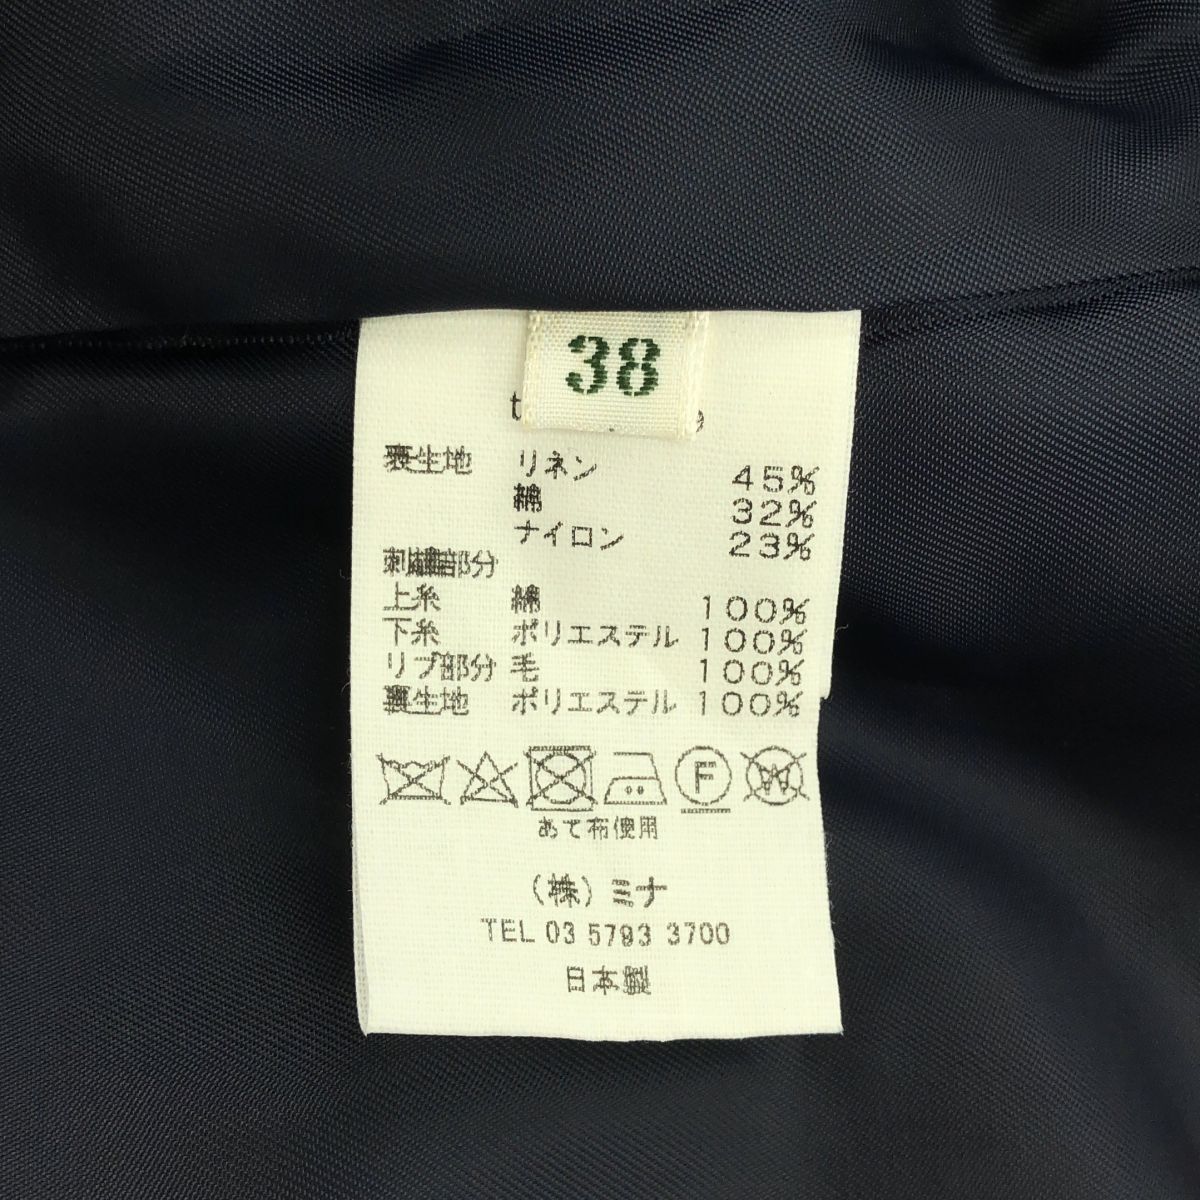 38
表生地 リネン 45%
綿 32%
ナイロン 23%
刺繍部分
上糸 綿 100%
下糸 ポリエステル 100%
リブ部分 毛 100%
裏生地 ポリエステル 100%
F W
あて布使用
(株)ミナ
TEL 03 5793 3700
日本製